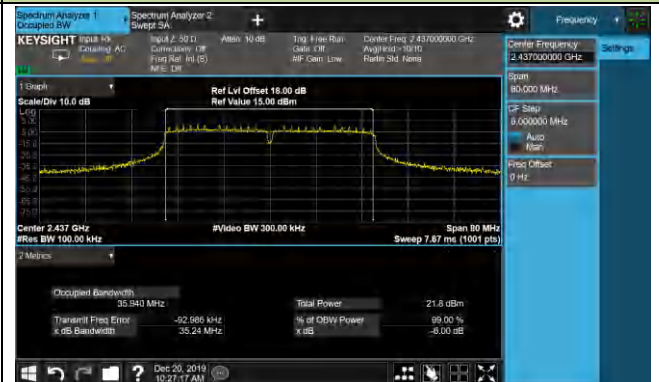 Spectrum Analyzer 1
Occupied BW
Spectrum Analyzer 2
Swept SA
+
Frequency
KEYSIGHT Input: RF
Coupling: AC
Input Z: 50 Ω
Corrections: Off
Freq Ref: Int (S)
NFE: Off
Atten: 10 dB
Trig: Free Run
Gate: Off
#IF Gain: Low
Center Freq: 2.437000000 GHz
Avg|Hold: >10/10
Radio Std: None
Center Frequency
2.437000000 GHz
Settings
Span
80.000 MHz
CF Step
8.000000 MHz
Auto
Man
Freq Offset
0 Hz
1 Graph
Scale/Div 10.0 dB
Ref Lvl Offset 18.00 dB
Ref Value 15.00 dBm
Log
5.00
Center 2.437 GHz
#Res BW 100.00 kHz
#Video BW 300.00 kHz
Span 80 MHz
Sweep 7.67 ms (1001 pts)
2 Metrics
Occupied Bandwidth
35.940 MHz
Total Power
21.8 dBm
Transmit Freq Error
-92.986 kHz
% of OBW Power
99.00 %
x dB Bandwidth
35.24 MHz
x dB
-6.00 dB
?
Dec 20, 2019
10:27:17 AM